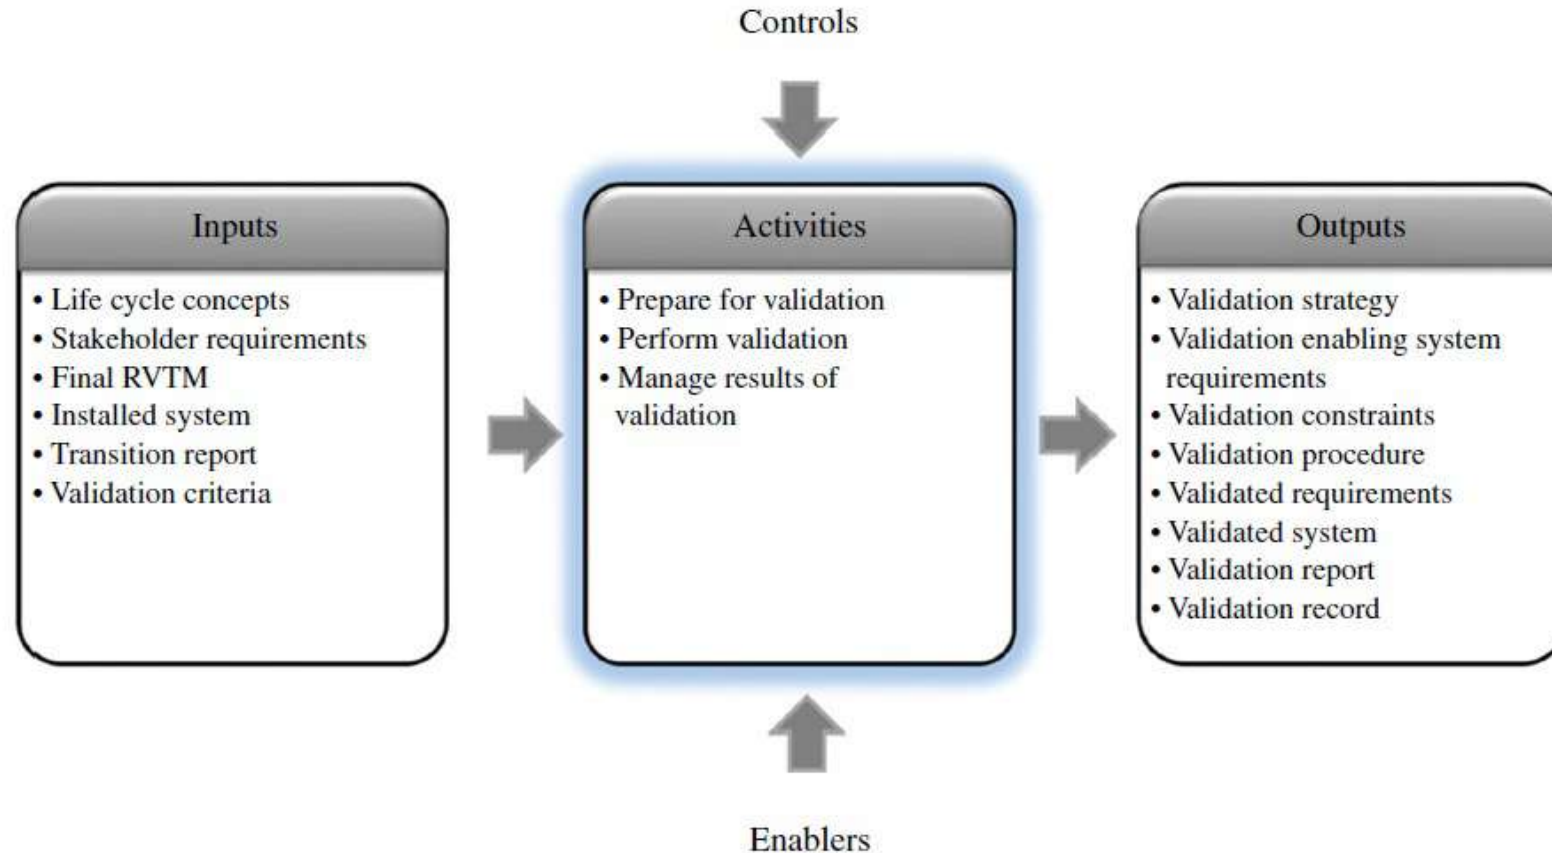 Controls
Inputs
• Life cycle concepts
• Stakeholder requirements
• Final RVTM
• Installed system
• Transition report
• Validation criteria
Activities
• Prepare for validation
• Perform validation
• Manage results of
validation
Outputs
• Validation strategy
• Validation enabling system
requirements
• Validation constraints
• Validation procedure
• Validated requirements
• Validated system
• Validation report
• Validation record
Enablers